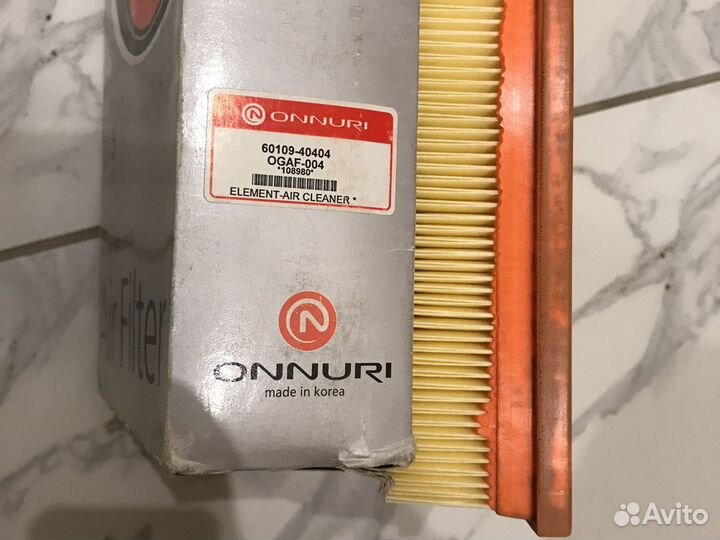 ONNURI
60109-40404
OGAF-004
*108980*
ELEMENT-AIR CLEANER *
Air Filter
ONNURI
made in korea
Avito